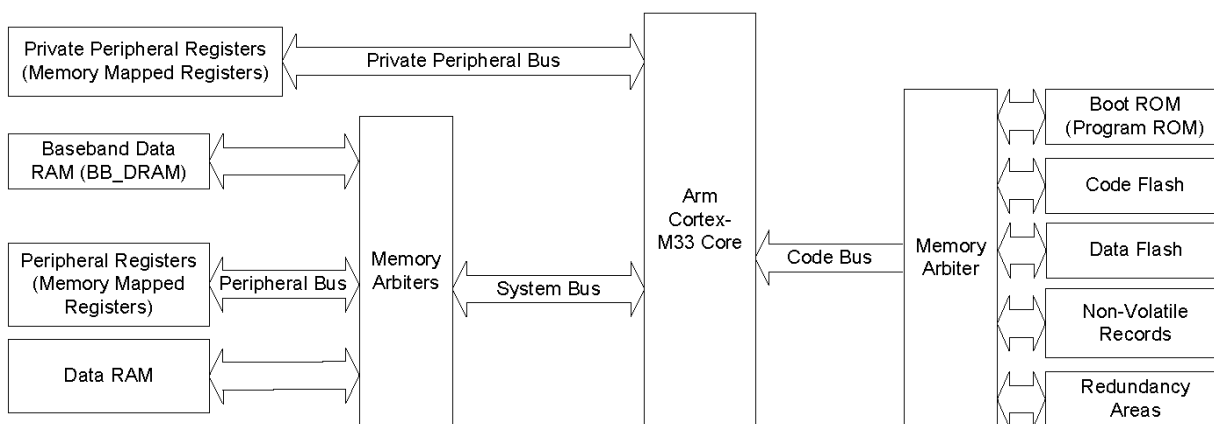 Private Peripheral Registers
(Memory Mapped Registers)
Private Peripheral Bus
Baseband Data
RAM (BB_DRAM)
Peripheral Registers
(Memory Mapped
Registers)
Peripheral Bus
Data RAM
Memory
Arbiters
System Bus
Arm
Cortex-
M33 Core
Code Bus
Memory
Arbiter
Boot ROM
(Program ROM)
Code Flash
Data Flash
Non-Volatile
Records
Redundancy
Areas